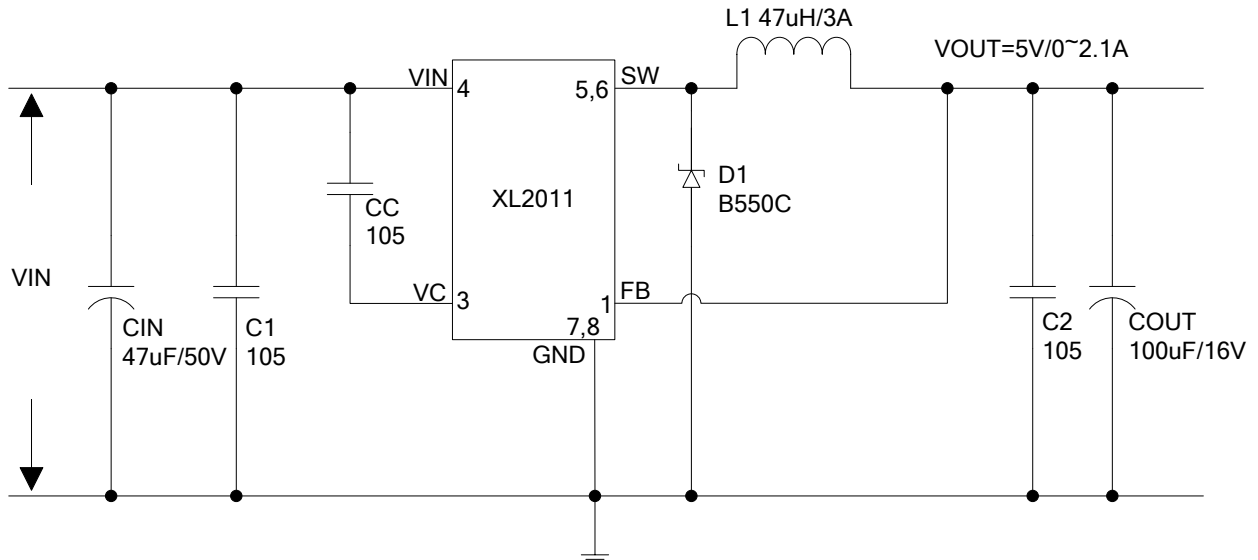 L1 47uH/3A
VOUT=5V/0~2.1A
VIN
4
5,6
SW
XL2011
D1
B550C
CC
105
VIN
VC
3
1
FB
7,8
GND
CIN
47uF/50V
C1
105
C2
105
COUT
100uF/16V